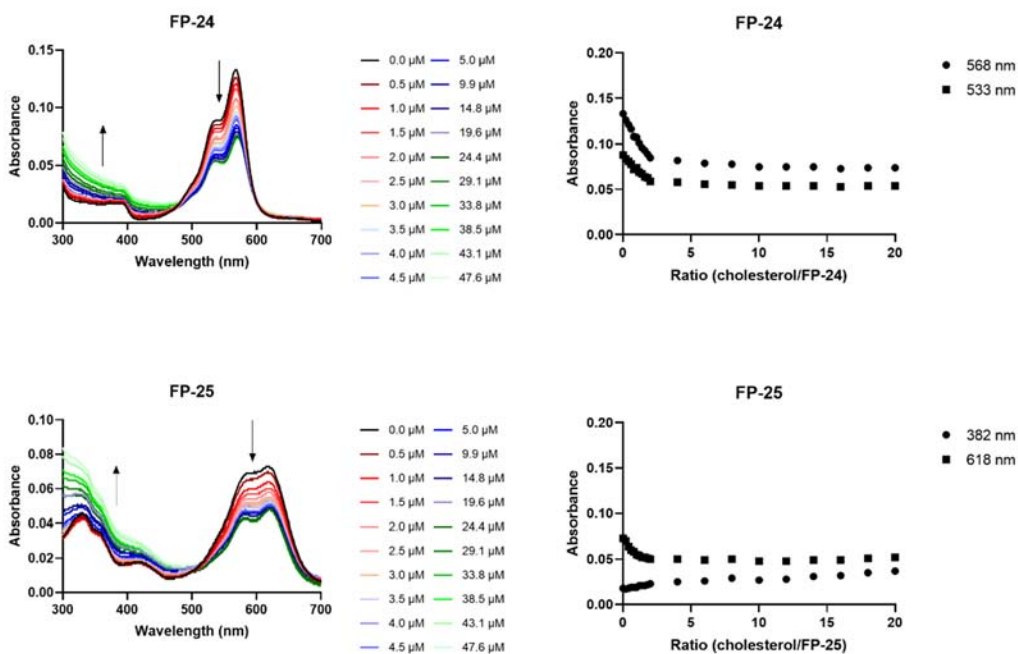 FP-24
Absorbance
0.15
0.10
0.05
0.00
300 400 500 600 700
Wavelength (nm)
0.0 µM 5.0 µM
0.5 µM 9.9 µM
1.0 µM 14.8 µM
1.5 µM 19.6 µM
2.0 µM 24.4 µM
2.5 µM 29.1 µM
3.0 µM 33.8 µM
3.5 µM 38.5 µM
4.0 µM 43.1 µM
4.5 µM 47.6 µM
FP-24
Absorbance
0.20
0.15
0.10
0.05
0.00
0 5 10 15 20
Ratio (cholesterol/FP-24)
568 nm
533 nm
FP-25
Absorbance
0.10
0.08
0.06
0.04
0.02
0.00
300 400 500 600 700
Wavelength (nm)
0.0 µM 5.0 µM
0.5 µM 9.9 µM
1.0 µM 14.8 µM
1.5 µM 19.6 µM
2.0 µM 24.4 µM
2.5 µM 29.1 µM
3.0 µM 33.8 µM
3.5 µM 38.5 µM
4.0 µM 43.1 µM
4.5 µM 47.6 µM
FP-25
Absorbance
0.20
0.15
0.10
0.05
0.00
0 5 10 15 20
Ratio (cholesterol/FP-25)
382 nm
618 nm